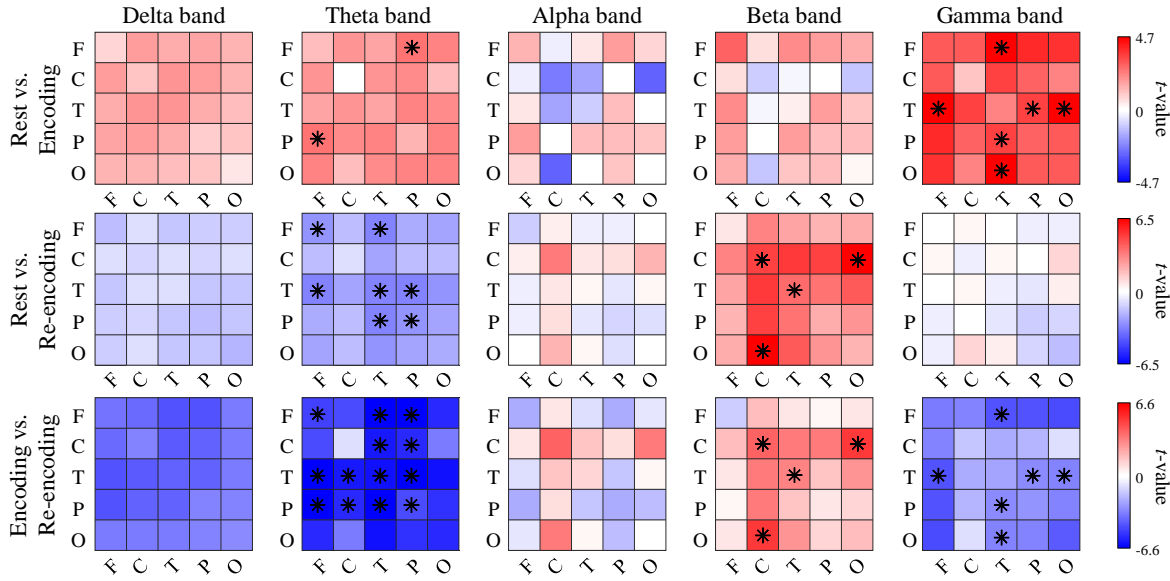 Delta band Theta band Alpha band Beta band Gamma band
Rest vs. Encoding
F F F F F 4.7
C C C C C
T T T T T 0 t-value
P P P P P
O O O O O -4.7
F C T P O F C T P O F C T P O F C T P O F C T P O
Rest vs. Re-encoding
F F F F F 6.5
C C C C C
T T T T T 0 t-value
P P P P P
O O O O O -6.5
F C T P O F C T P O F C T P O F C T P O F C T P O
Encoding vs. Re-encoding
F F F F F 6.6
C C C C C
T T T T T 0 t-value
P P P P P
O O O O O -6.6
F C T P O F C T P O F C T P O F C T P O F C T P O